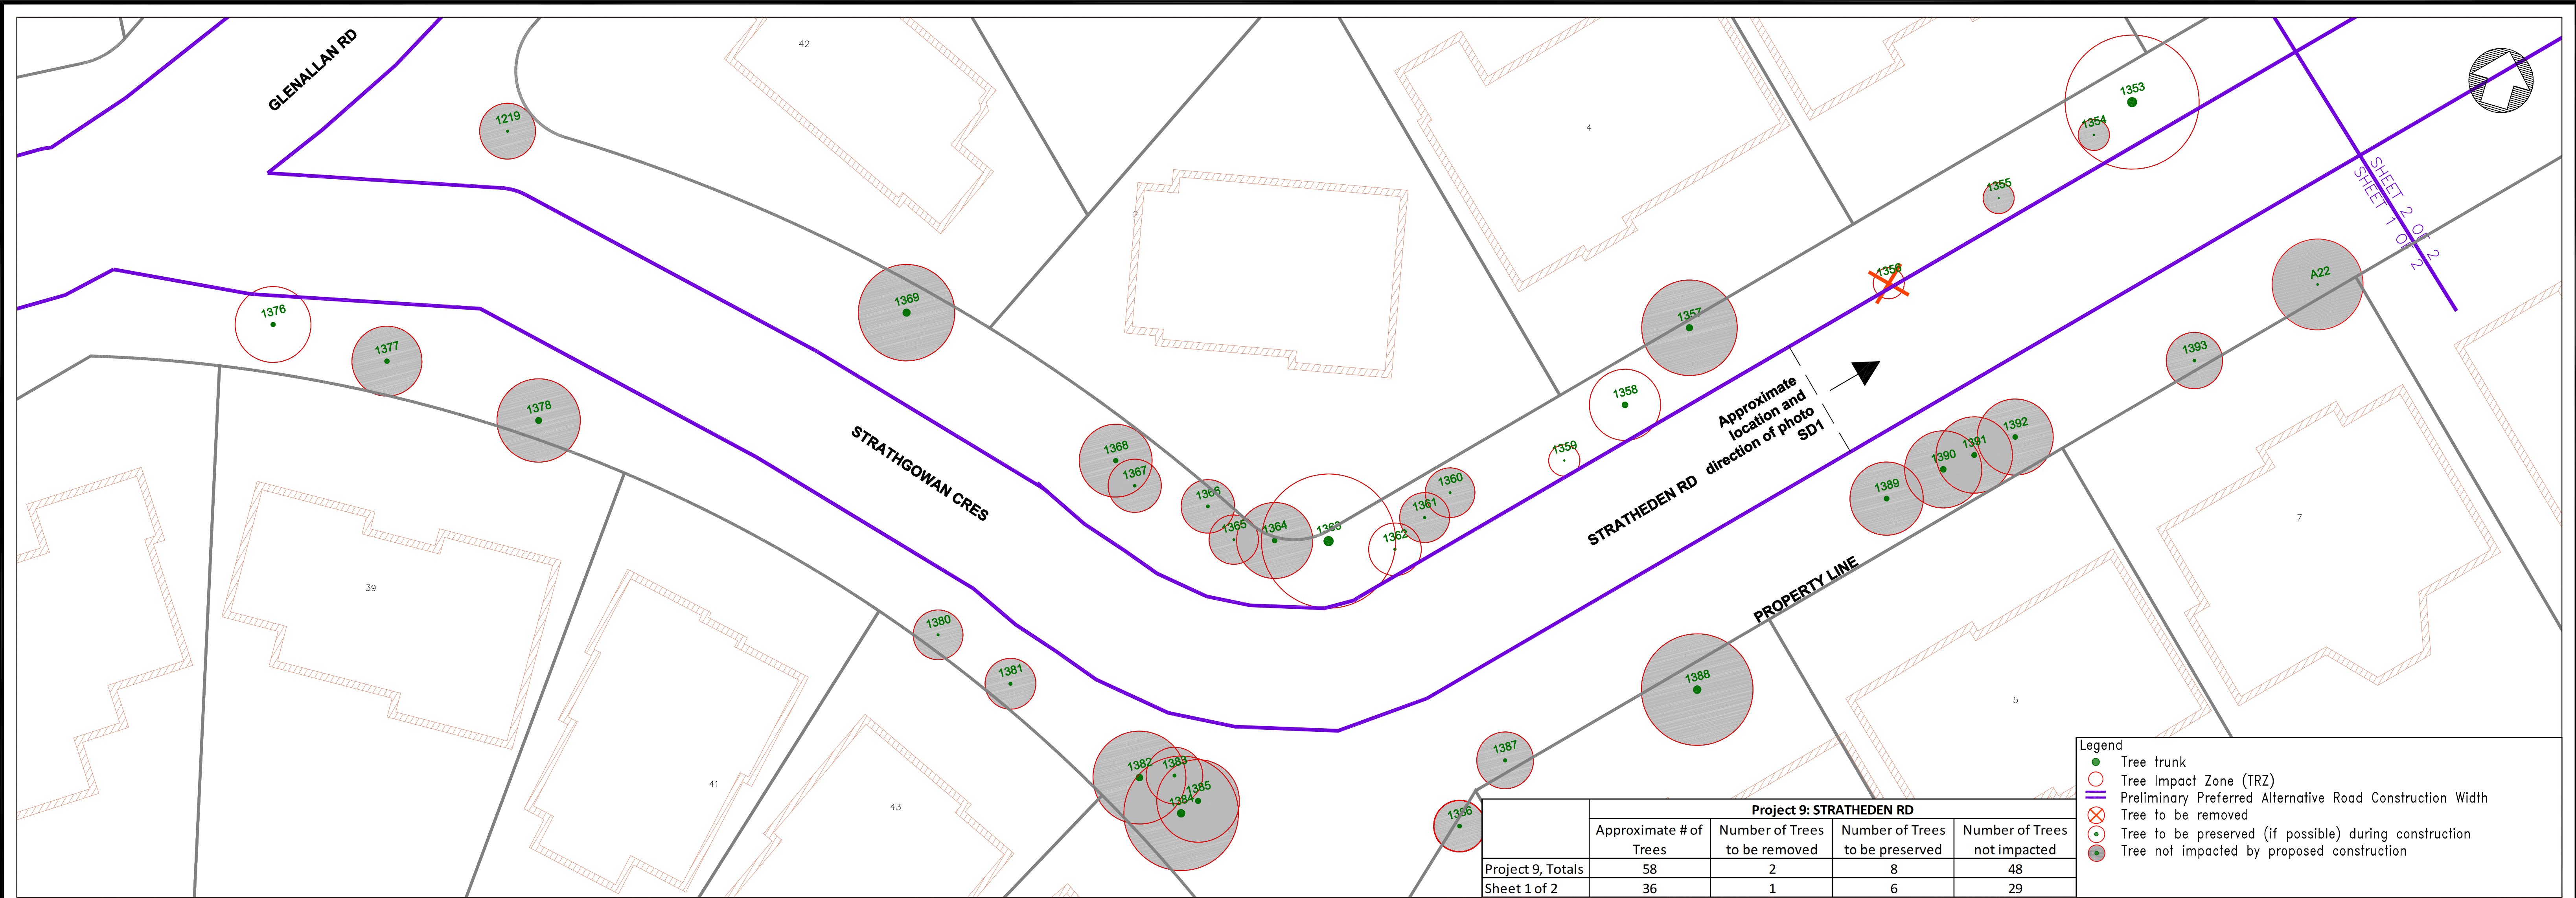 GLENALLAN RD
42
1219
4
1353
1354
1355
SHEET 2 OF 2
SHEET 1 OF 2
2
1369
1376
1377
1378
1356
A22
1357
1358
1359
1393
Approximate
location and
direction of photo
SD1
STRATHGOWAN CRES
STRATHEDEN RD
1368
1367
1366
1365
1364
1363
1362
1361
1360
1389
1390
1391
1392
7
39
PROPERTY LINE
1380
1381
1388
5
41
43
1382
1383
1384
1385
1387
1386
Legend
Tree trunk
Tree Impact Zone (TRZ)
Preliminary Preferred Alternative Road Construction Width
Tree to be removed
Tree to be preserved (if possible) during construction
Tree not impacted by proposed construction
Project 9: STRATHEDEN RD
Approximate # of Trees Number of Trees to be removed Number of Trees to be preserved Number of Trees not impacted
Project 9, Totals 58 2 8 48
Sheet 1 of 2 36 1 6 29